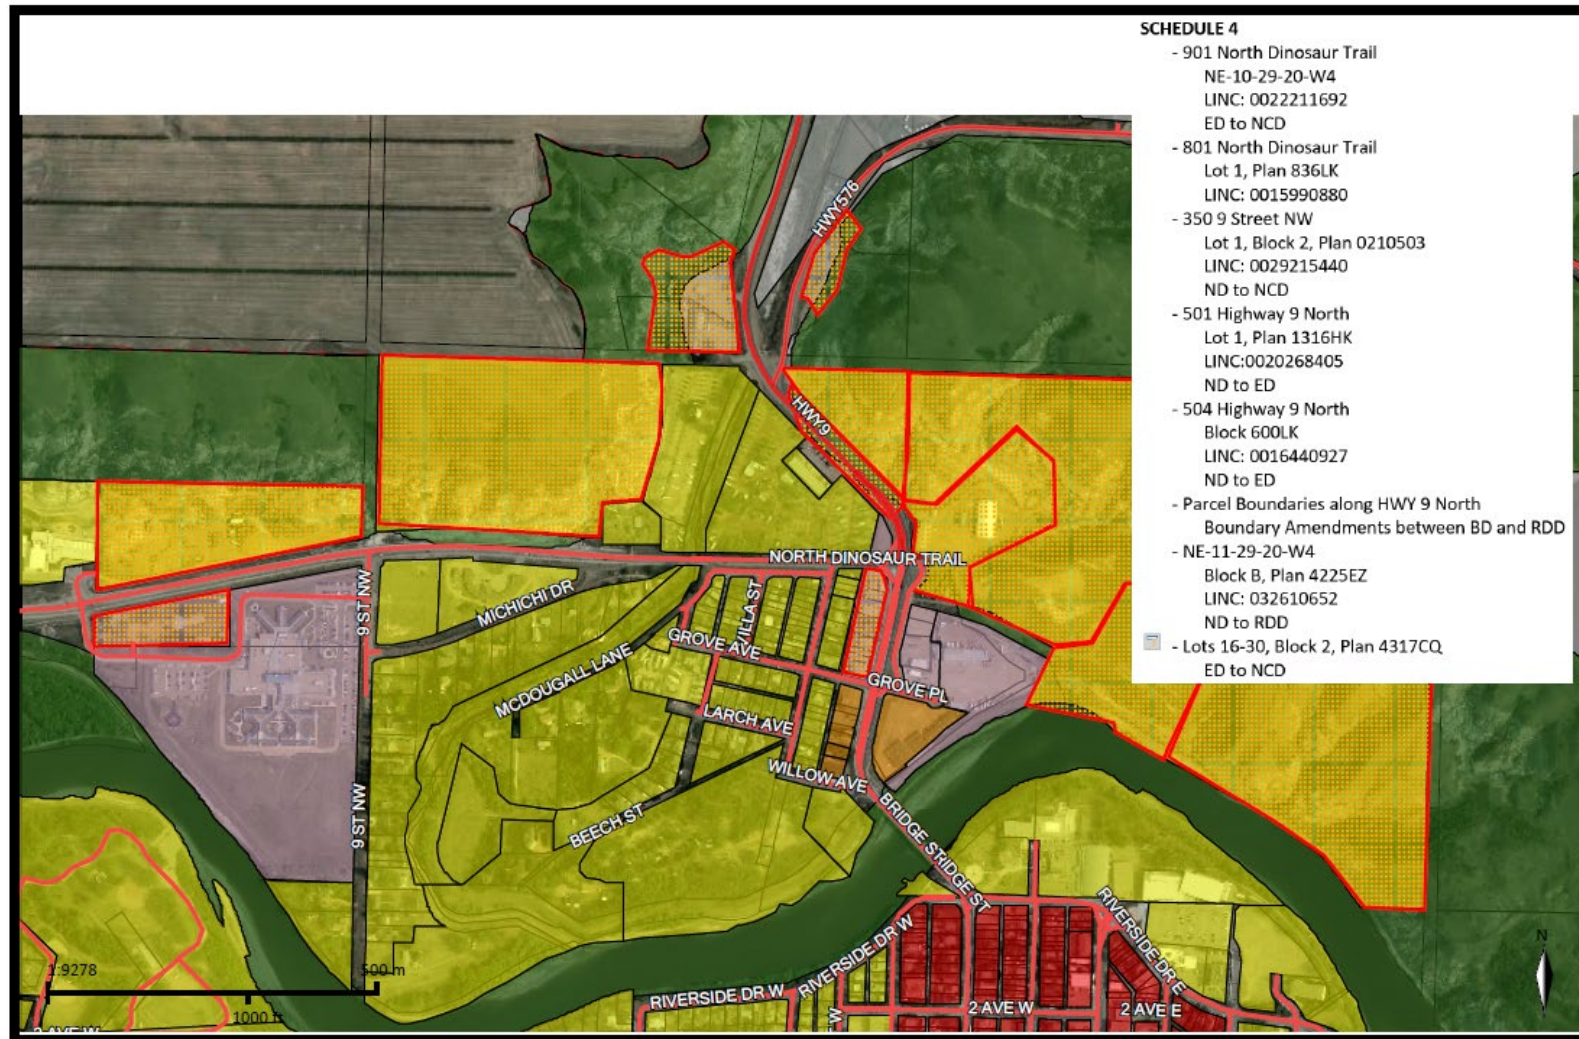 SCHEDULE 4
- 901 North Dinosaur Trail
NE-10-29-20-W4
LINC: 0022211692
ED to NCD
- 801 North Dinosaur Trail
Lot 1, Plan 836LK
LINC: 0015990880
- 350 9 Street NW
Lot 1, Block 2, Plan 0210503
LINC: 0029215440
ND to NCD
- 501 Highway 9 North
Lot 1, Plan 1316HK
LINC:0020268405
ND to ED
- 504 Highway 9 North
Block 600LK
LINC: 0016440927
ND to ED
- Parcel Boundaries along HWY 9 North
Boundary Amendments between BD and RDD
- NE-11-29-20-W4
Block B, Plan 4225EZ
LINC: 032610652
ND to RDD
- Lots 16-30, Block 2, Plan 4317CQ
ED to NCD
HWY576
HWY9
NORTH DINOSAUR TRAIL
9 ST NW
MICHICHI DR
VILLA ST
GROVE AVE
MCDOUGALL LANE
GROVE PL
LARCH AVE
WILLOW AVE
9 ST NW
BEECH ST
BRIDGE STRIDGE ST
RIVERSIDE DR W
RIVERSIDE DR E
RIVERSIDE DR W
2 AVE W
2 AVE E
N
1:9278
500 m
1000 ft
2 AVE W